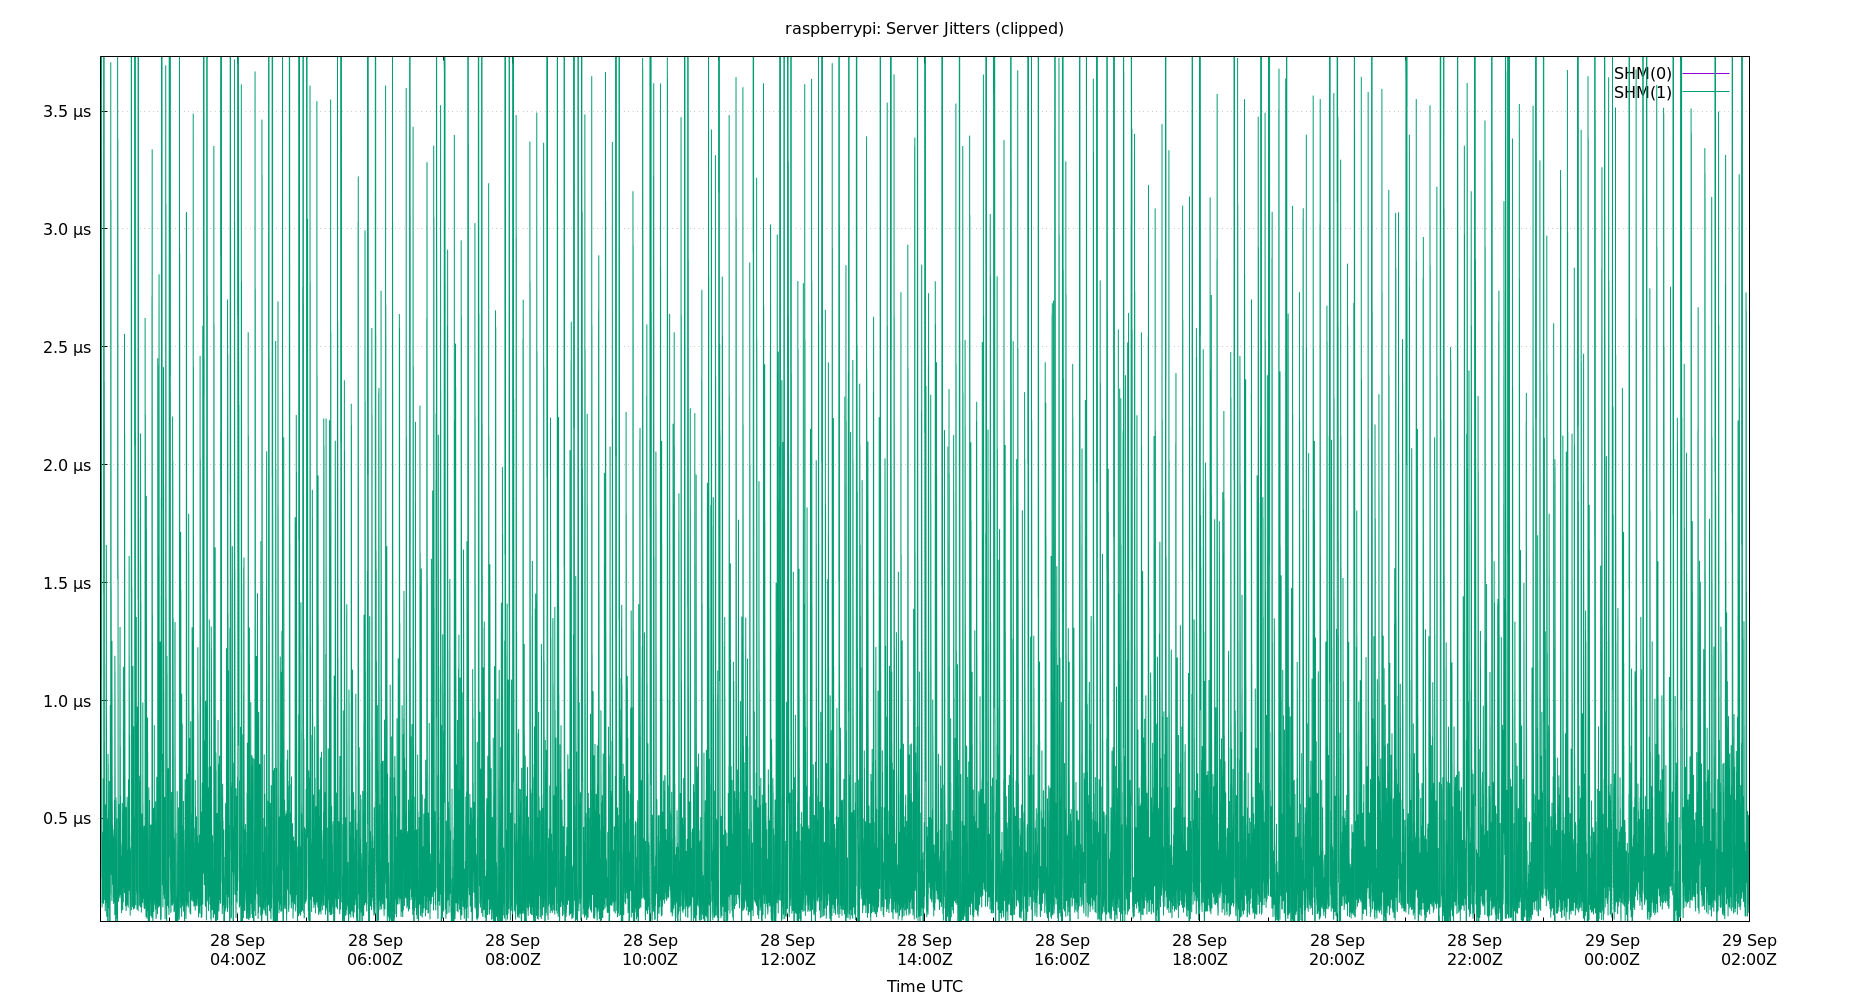 raspberrypi: Server Jitters (clipped)
SHM(0)
SHM(1)
3.5 µs
3.0 µs
2.5 µs
2.0 µs
1.5 µs
1.0 µs
0.5 µs
28 Sep 28 Sep 28 Sep 28 Sep 28 Sep 28 Sep 28 Sep 28 Sep 28 Sep 28 Sep 29 Sep 29 Sep
04:00Z 06:00Z 08:00Z 10:00Z 12:00Z 14:00Z 16:00Z 18:00Z 20:00Z 22:00Z 00:00Z 02:00Z
Time UTC